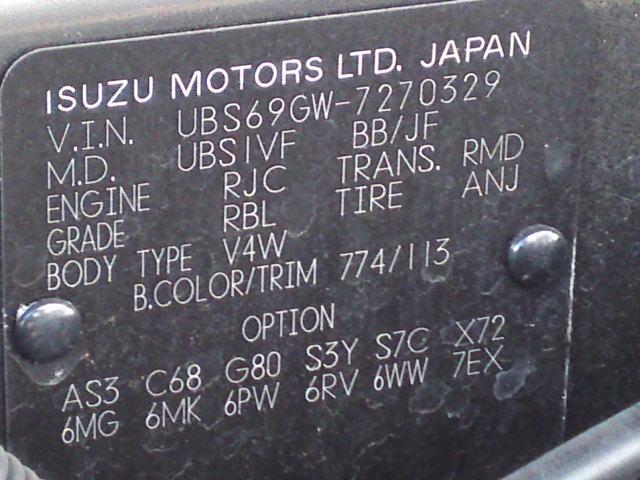 ISUZU MOTORS LTD. JAPAN
V.I.N. UBS69GW-7270329
M.D. UBS1VF BB/JF
ENGINE RJC TRANS. RMD
GRADE RBL TIRE ANJ
BODY TYPE V4W
B.COLOR/TRIM 774/113
OPTION
AS3 C68 G80 S3Y S7C X72
6MG 6MK 6PW 6RV 6WW 7EX